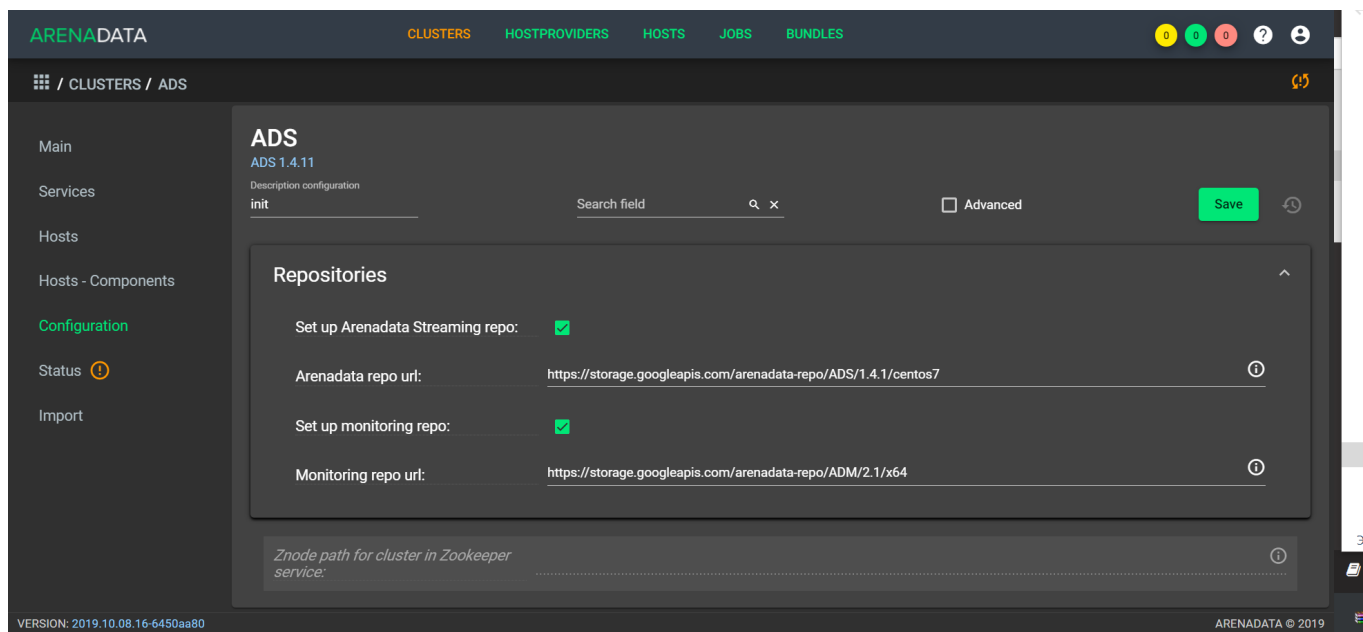 ARENADATA
CLUSTERS HOSTPROVIDERS HOSTS JOBS BUNDLES
0 0 0
/ CLUSTERS / ADS
Main
Services
Hosts
Hosts - Components
Configuration
Status
Import
ADS
ADS 1.4.11
Description configuration
init
Search field
Advanced
Save
Repositories
Set up Arenadata Streaming repo:
Arenadata repo url: https://storage.googleapis.com/arenadata-repo/ADS/1.4.1/centos7
Set up monitoring repo:
Monitoring repo url: https://storage.googleapis.com/arenadata-repo/ADM/2.1/x64
Znode path for cluster in Zookeeper
service:
VERSION: 2019.10.08.16-6450aa80
ARENADATA © 2019